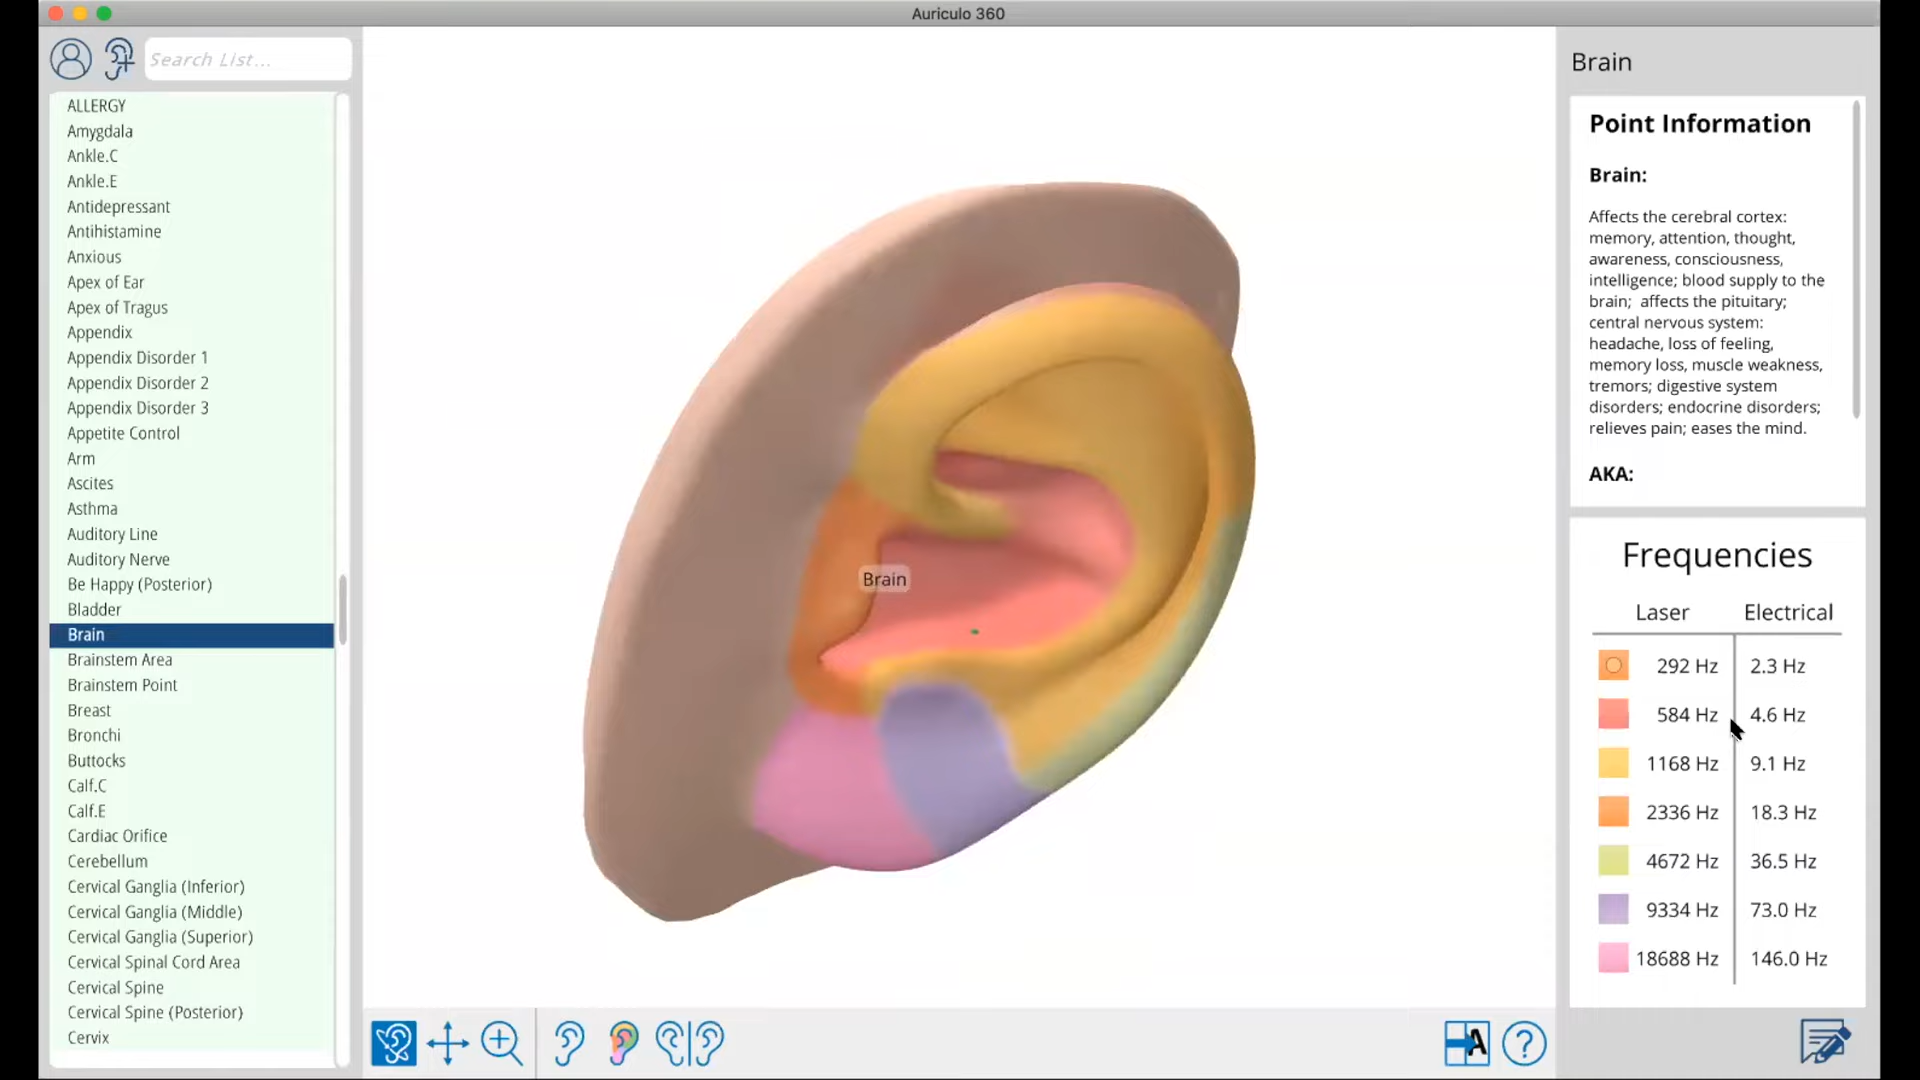 Auriculo 360
Search List...
ALLERGY
Amygdala
Ankle.C
Ankle.E
Antidepressant
Antihistamine
Anxious
Apex of Ear
Apex of Tragus
Appendix
Appendix Disorder 1
Appendix Disorder 2
Appendix Disorder 3
Appetite Control
Arm
Ascites
Asthma
Auditory Line
Auditory Nerve
Be Happy (Posterior)
Bladder
Brain
Brainstem Area
Brainstem Point
Breast
Bronchi
Buttocks
Calf.C
Calf.E
Cardiac Orifice
Cerebellum
Cervical Ganglia (Inferior)
Cervical Ganglia (Middle)
Cervical Ganglia (Superior)
Cervical Spinal Cord Area
Cervical Spine
Cervical Spine (Posterior)
Cervix
Brain
Brain
Point Information
Brain:
Affects the cerebral cortex:
memory, attention, thought,
awareness, consciousness,
intelligence; blood supply to the
brain; affects the pituitary;
central nervous system:
headache, loss of feeling,
memory loss, muscle weakness,
tremors; digestive system
disorders; endocrine disorders;
relieves pain; eases the mind.
AKA:
Frequencies
Laser Electrical
292 Hz 2.3 Hz
584 Hz 4.6 Hz
1168 Hz 9.1 Hz
2336 Hz 18.3 Hz
4672 Hz 36.5 Hz
9334 Hz 73.0 Hz
18688 Hz 146.0 Hz
A
?